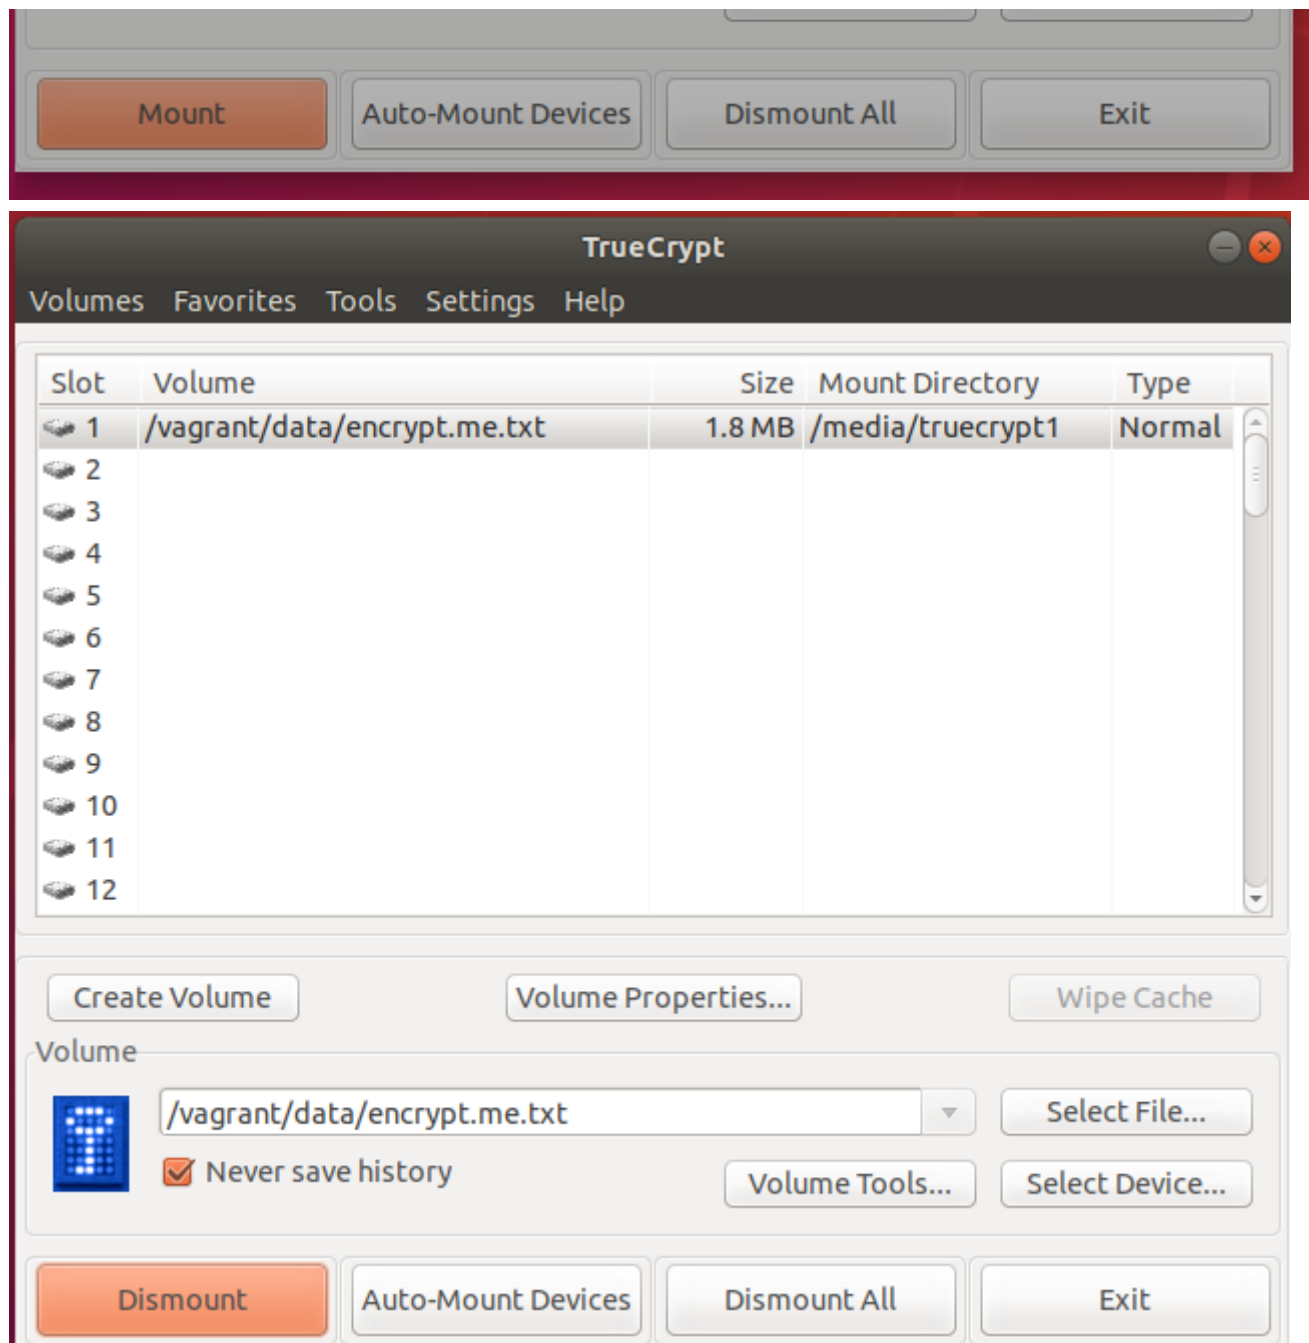 Mount Auto-Mount Devices Dismount All Exit
TrueCrypt
Volumes Favorites Tools Settings Help
Slot Volume Size Mount Directory Type
1 /vagrant/data/encrypt.me.txt 1.8 MB /media/truecrypt1 Normal
2
3
4
5
6
7
8
9
10
11
12
Create Volume Volume Properties... Wipe Cache
Volume
/vagrant/data/encrypt.me.txt Select File...
Never save history
Volume Tools... Select Device...
Dismount Auto-Mount Devices Dismount All Exit